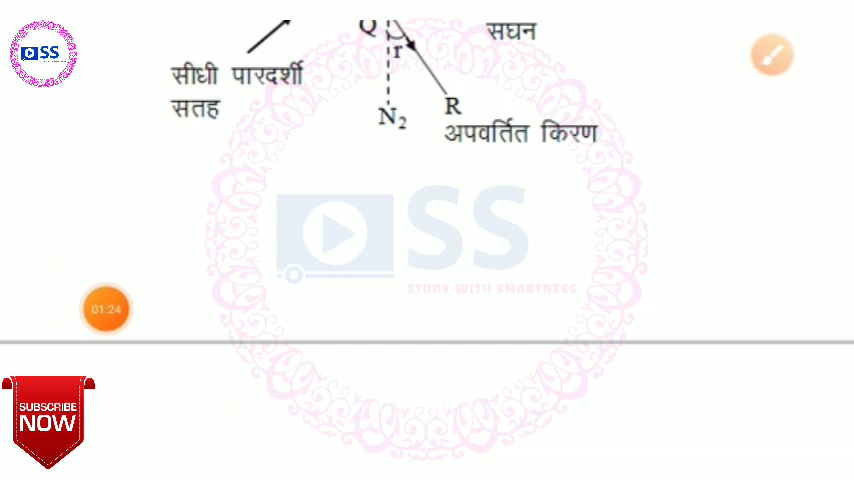 Q
सघन
SS
r
सीधी पारदर्शी
सतह
R
N2
अपवर्तित किरण
SS
STUDY WITH SMARTNESS
01:24
SUBSCRIBE
NOW